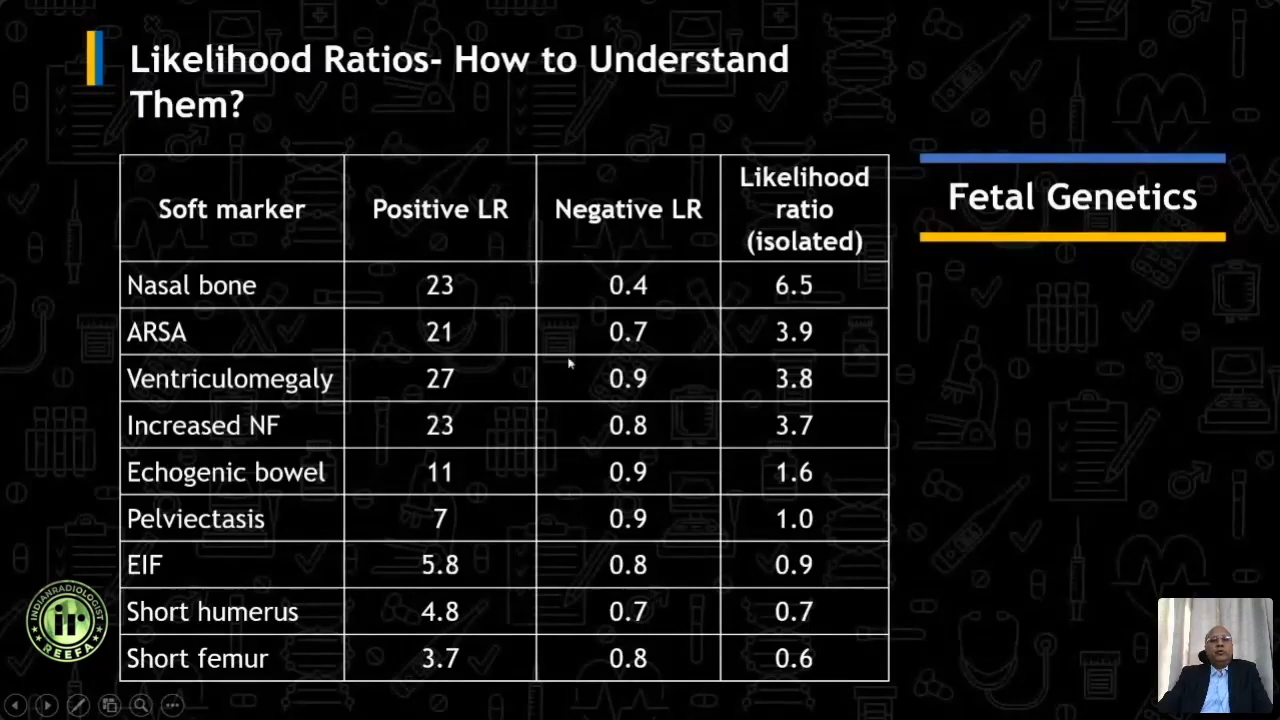 Likelihood Ratios- How to Understand
Them?
Fetal Genetics
Soft marker Positive LR Negative LR Likelihood
ratio
(isolated)
Nasal bone 23 0.4 6.5
ARSA 21 0.7 3.9
Ventriculomegaly 27 0.9 3.8
Increased NF 23 0.8 3.7
Echogenic bowel 11 0.9 1.6
Pelviectasis 7 0.9 1.0
EIF 5.8 0.8 0.9
Short humerus 4.8 0.7 0.7
Short femur 3.7 0.8 0.6
INDIANRADIOLOGIST
ir
REEFA